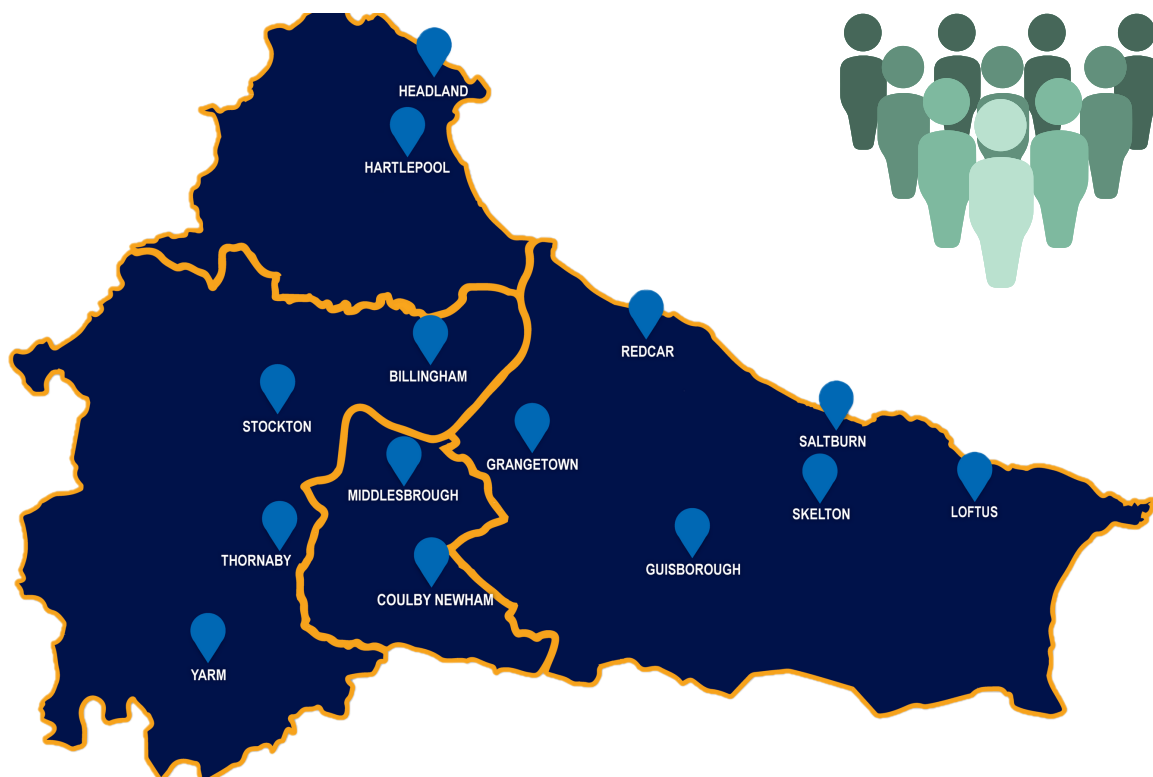 HEADLAND
HARTLEPOOL
REDCAR
BILLINGHAM
STOCKTON
SALTBURN
GRANGETOWN
MIDDLESBROUGH
SKELTON
LOFTUS
THORNABY
GUISBOROUGH
COULBY NEWHAM
YARM